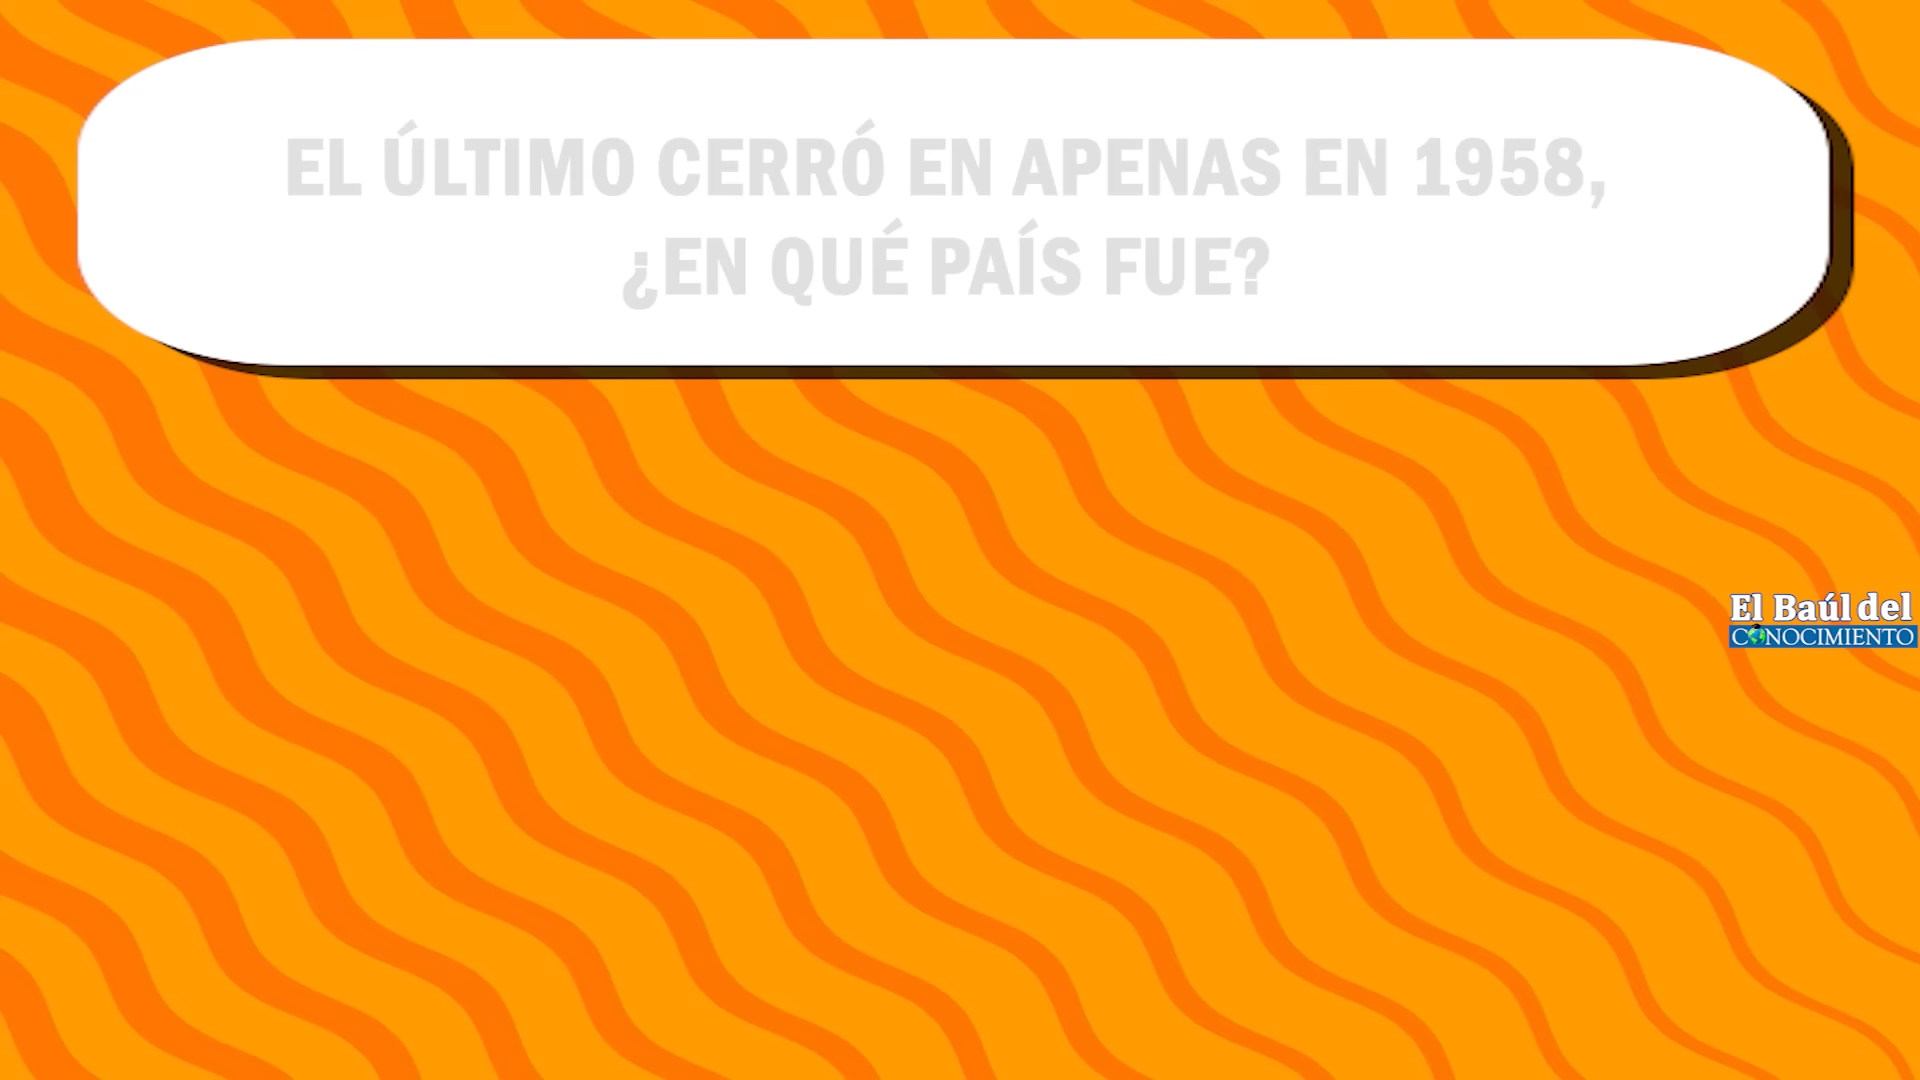 EL ÚLTIMO CERRÓ EN APENAS EN 1958,
¿EN QUÉ PAÍS FUE?
El Baúl del
CONOCIMIENTO